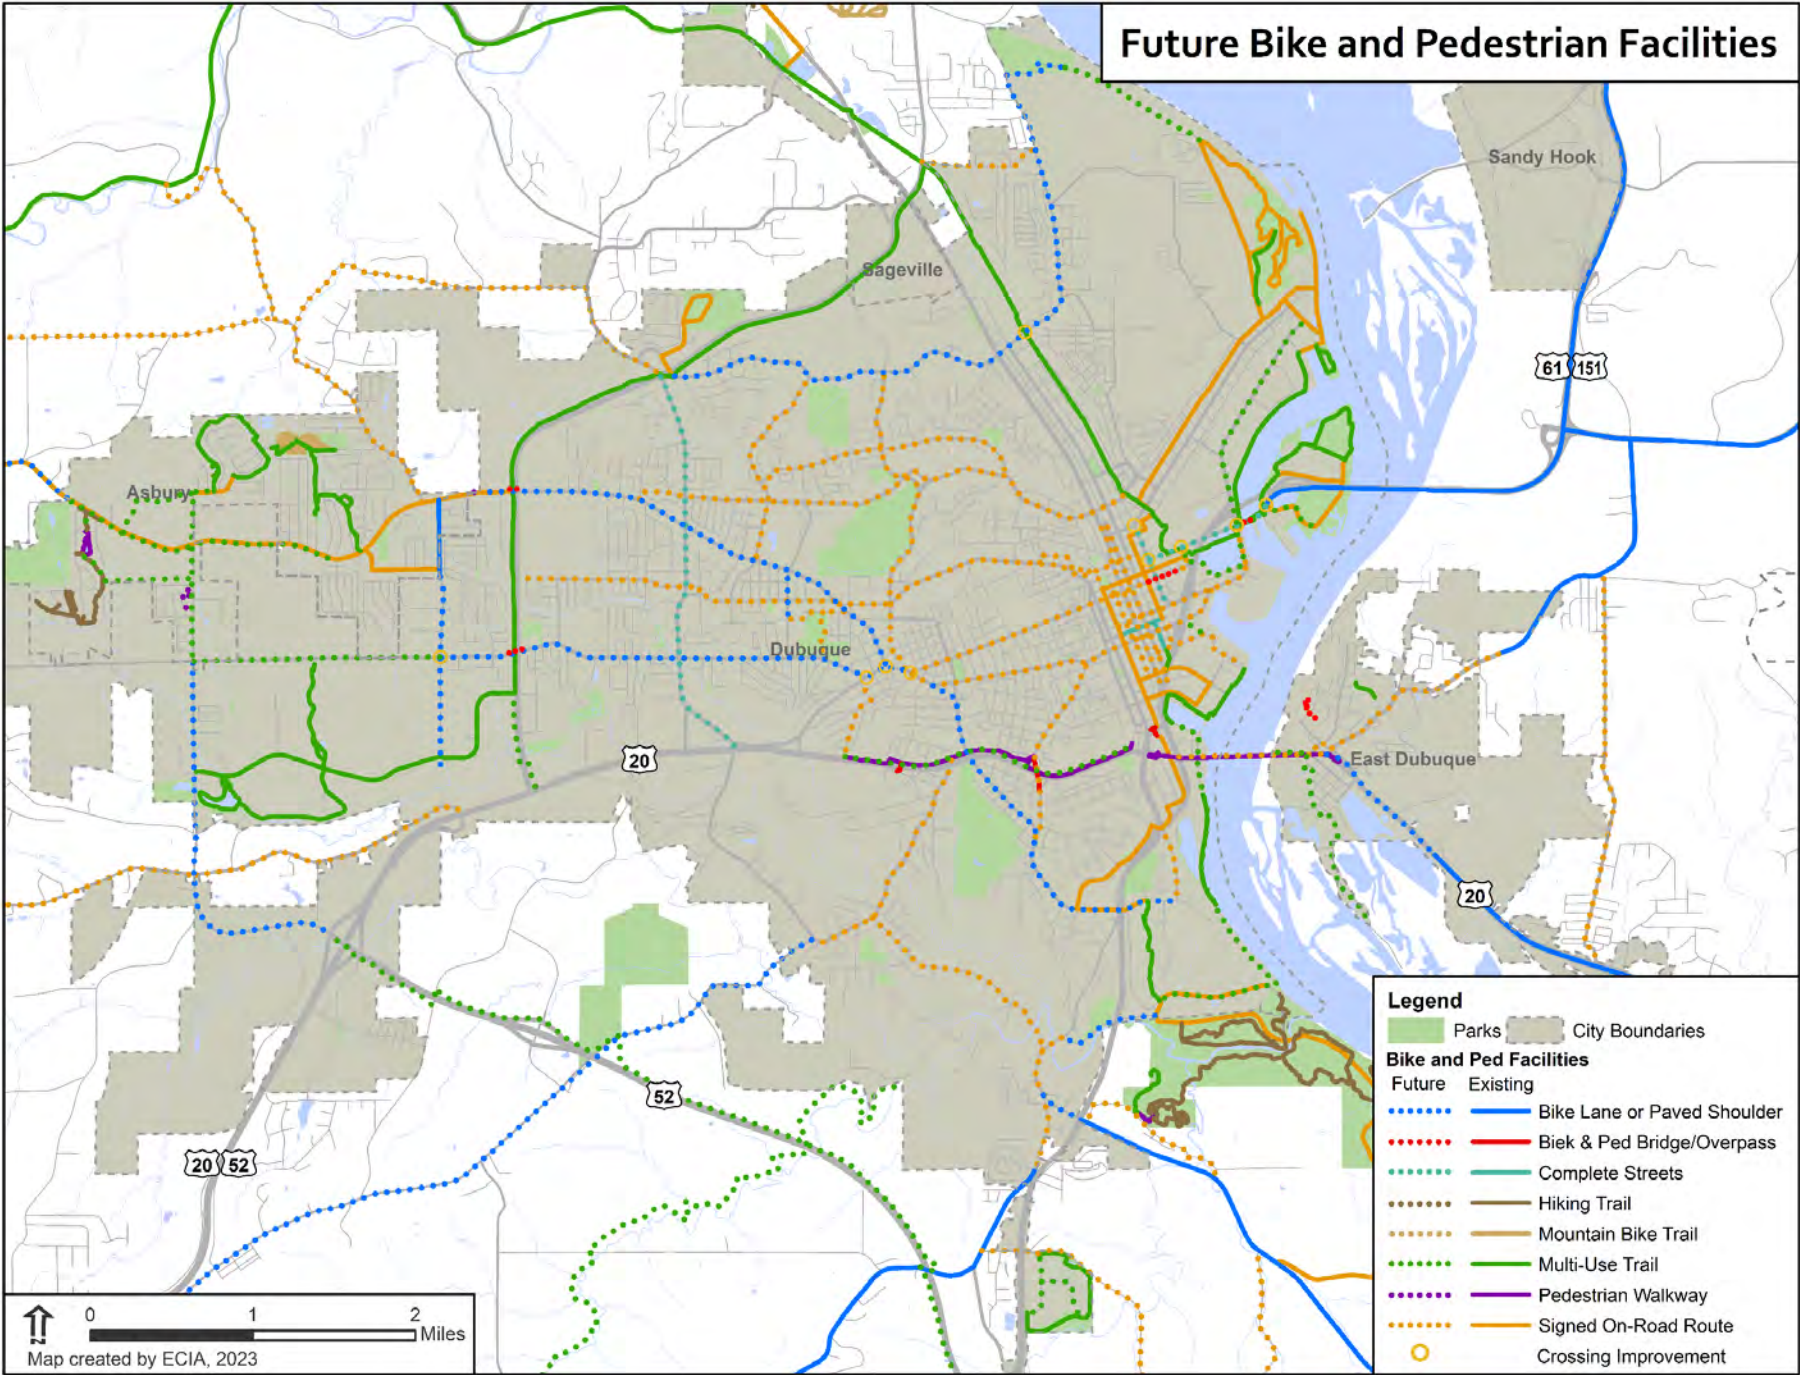 Future Bike and Pedestrian Facilities
Sandy Hook
Sageville
61 151
Asbury
Dubuque
20
East Dubuque
20
52
20 52
Legend
Parks City Boundaries
Bike and Ped Facilities
Future Existing
Bike Lane or Paved Shoulder
Biek & Ped Bridge/Overpass
Complete Streets
Hiking Trail
Mountain Bike Trail
Multi-Use Trail
Pedestrian Walkway
Signed On-Road Route
Crossing Improvement
N
0 1 2
Miles
Map created by ECIA, 2023